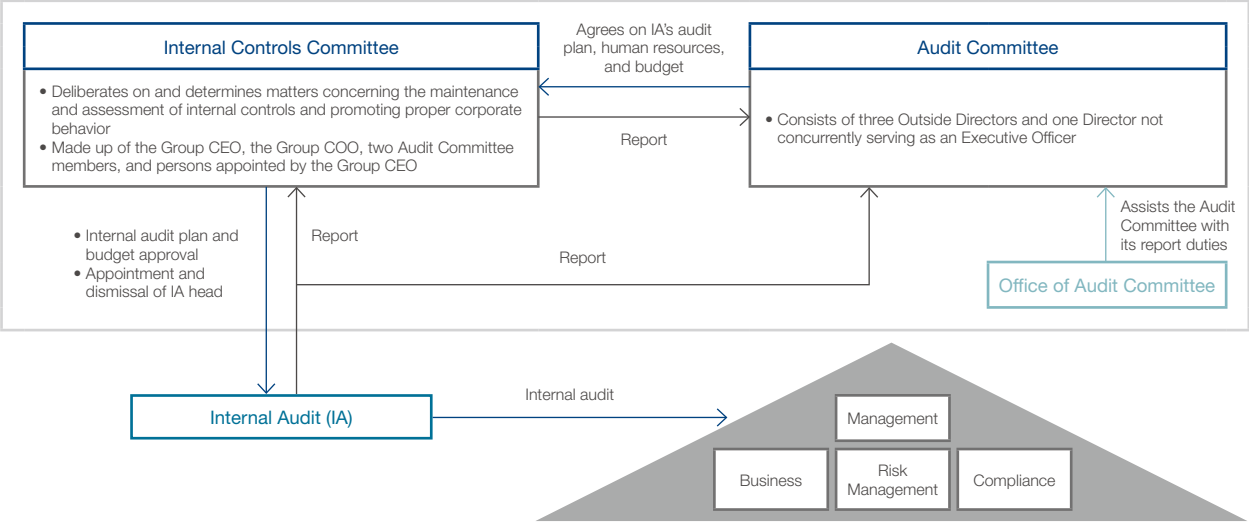 Internal Controls Committee
• Deliberates on and determines matters concerning the maintenance
and assessment of internal controls and promoting proper corporate
behavior
• Made up of the Group CEO, the Group COO, two Audit Committee
members, and persons appointed by the Group CEO
Agrees on IA's audit
plan, human resources,
and budget
Report
Audit Committee
• Consists of three Outside Directors and one Director not
concurrently serving as an Executive Officer
• Internal audit plan and
budget approval
• Appointment and
dismissal of IA head
Report
Report
Assists the Audit
Committee with
its report duties
Office of Audit Committee
Internal Audit (IA)
Internal audit
Management
Business
Risk
Management
Compliance